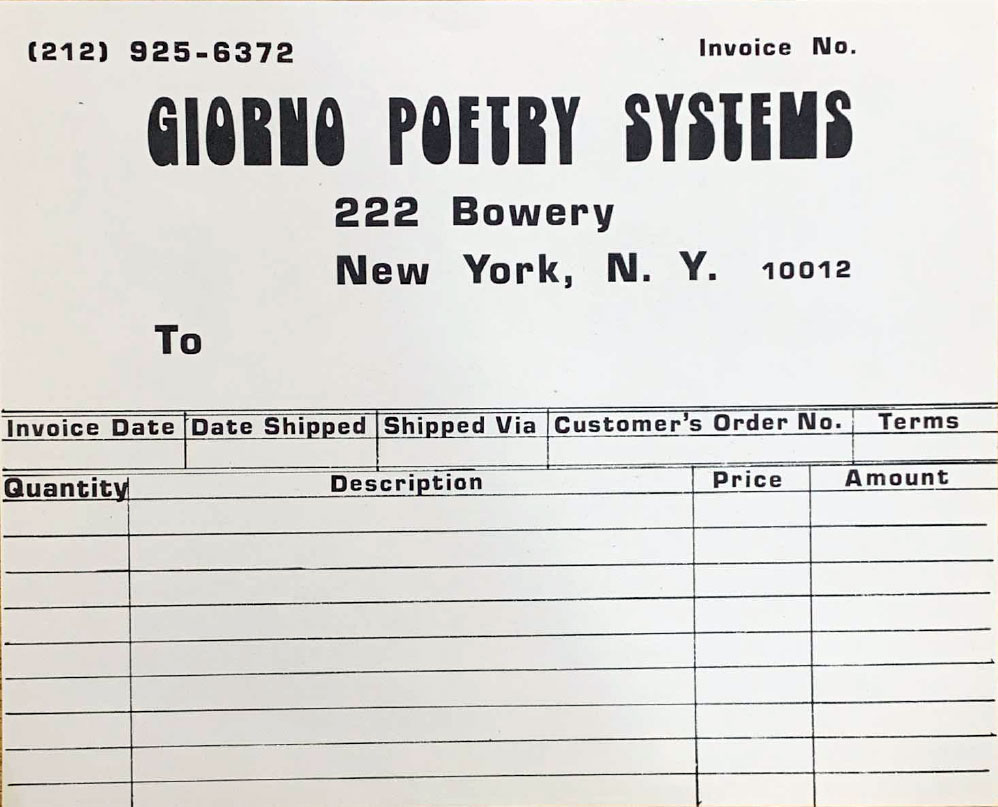 (212) 925-6372 Invoice No.
GIORNO POETRY SYSTEMS
222 Bowery
New York, N. Y. 10012
To
Invoice Date Date Shipped Shipped Via Customer's Order No. Terms
Quantity Description Price Amount